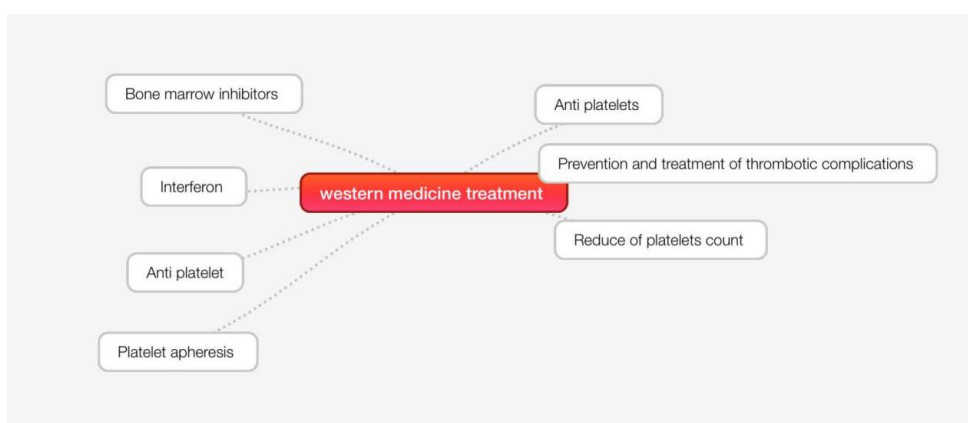 Bone marrow inhibitors
Anti platelets
Prevention and treatment of thrombotic complications
Interferon
western medicine treatment
Reduce of platelets count
Anti platelet
Platelet apheresis